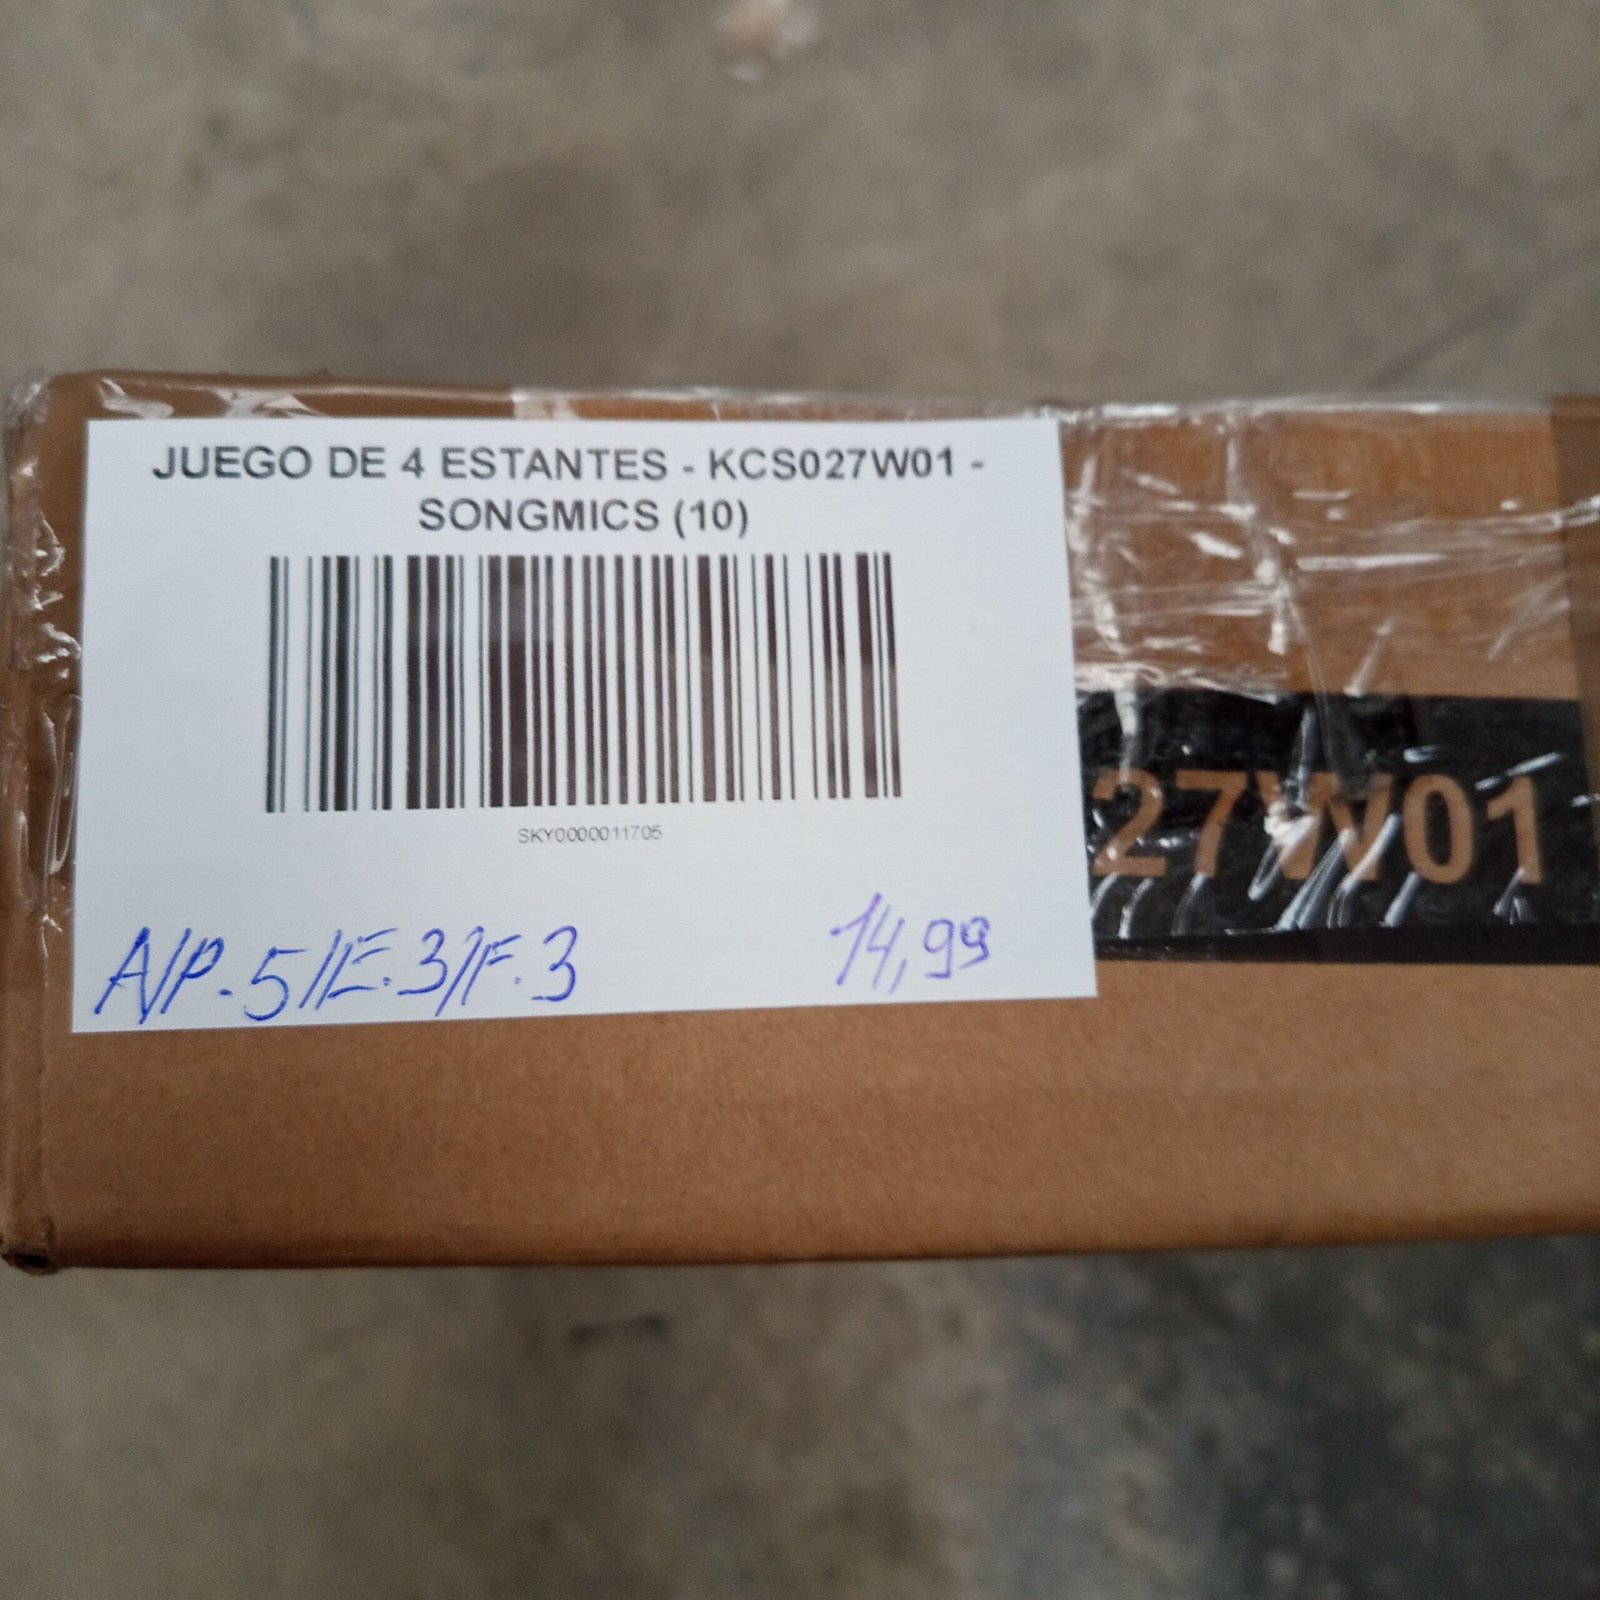 JUEGO DE 4 ESTANTES - KCS027W01 -
SONGMICS (10)
SKY0000011705
A/P.5/E.3/F.3
14,99
27W01